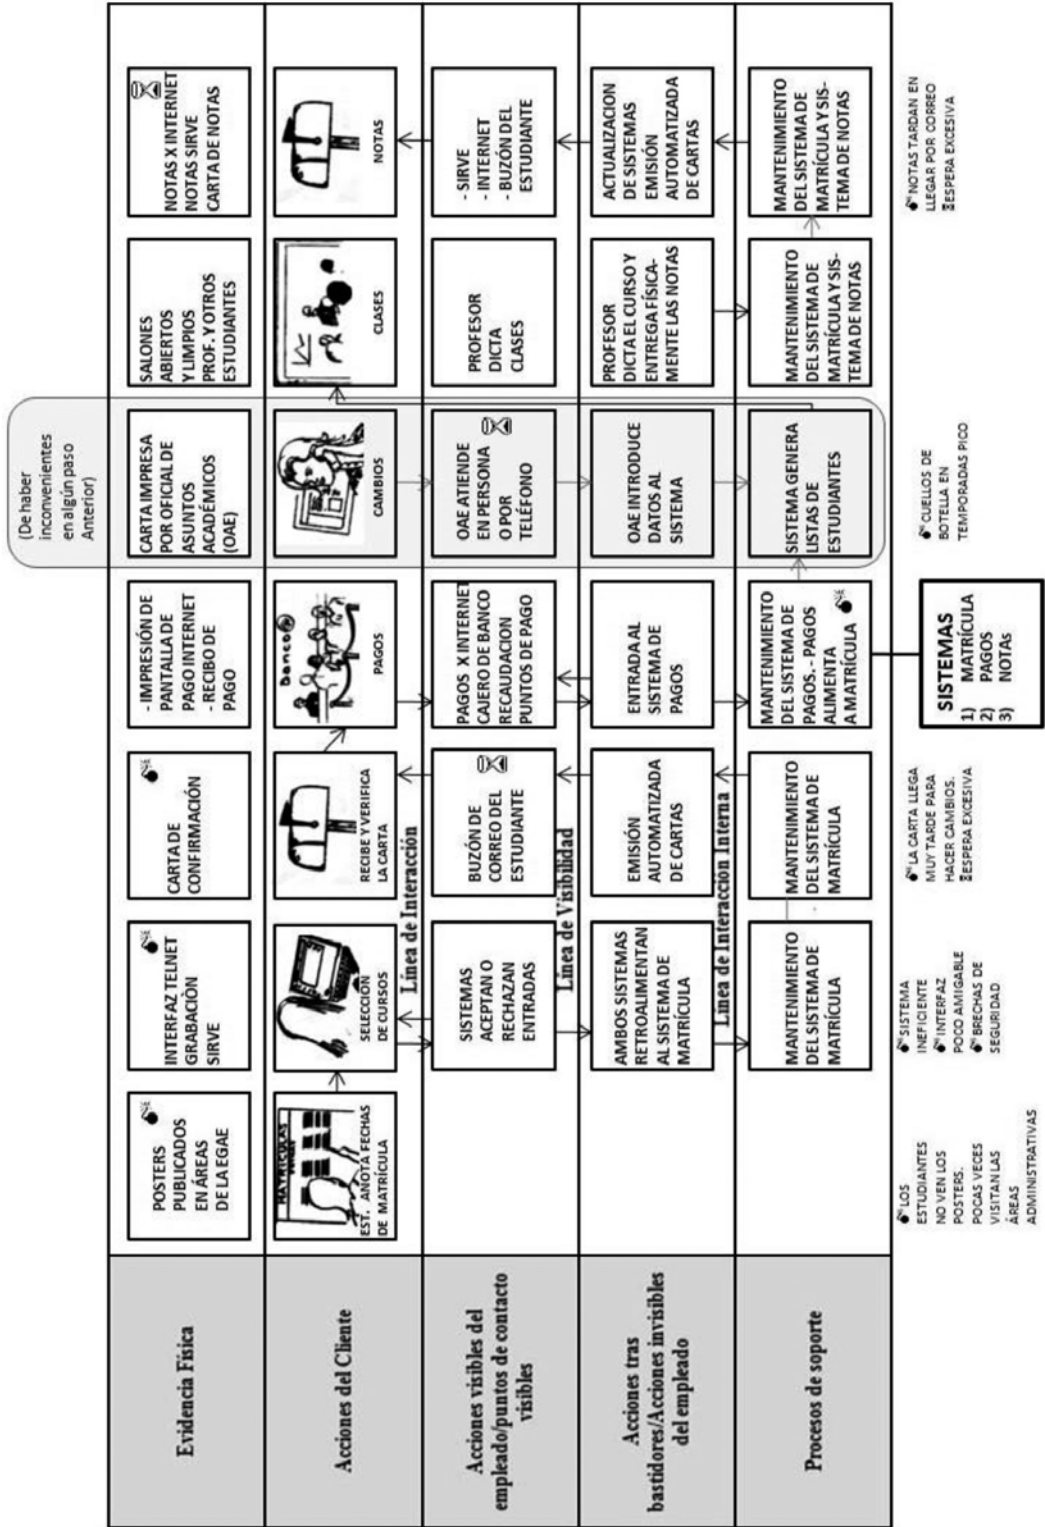 (De haber
inconvenientes
en algún paso
Anterior)
Evidencia Física
POSTERS
PUBLICADOS
EN ÁREAS
DE LA EGAE
INTERFAZ TELNET
GRABACIÒN
SIRVE
CARTA DE
CONFIRMACIÓN
- IMPRESIÓN DE
PANTALLA DE
PAGO INTERNET
- RECIBO DE
PAGO
CARTA IMPRESA
POR OFICIAL DE
ASUNTOS
ACADÉMICOS
(OAE)
SALONES
ABIERTOS
Y LIMPIOS
PROF. Y OTROS
ESTUDIANTES
NOTAS X INTERNET
NOTAS SIRVE
CARTA DE NOTAS
Acciones del Cliente
MATRICULAS
EST. ANOTA FECHAS
DE MATRÍCULA
SELECCIÓN
DE CURSOS
RECIBE Y VERIFICA
LA CARTA
Banco
PAGOS
CAMBIOS
CLASES
NOTAS
Línea de Interacción
Acciones visibles del
empleado/puntos de contacto
visibles
SISTEMAS
ACEPTAN O
RECHAZAN
ENTRADAS
BUZÓN DE
CORREO DEL
ESTUDIANTE
PAGOS X INTERNET
CAJERO DE BANCO
RECAUDACION
PUNTOS DE PAGO
OAE ATIENDE
EN PERSONA
O POR
TELÉFONO
PROFESOR
DICTA
CLASES
- SIRVE
- INTERNET
- BUZÓN DEL
ESTUDIANTE
Línea de Visibilidad
Acciones tras
bastidores/Acciones invisibles
del empleado
AMBOS SISTEMAS
RETROALIMENTAN
AL SISTEMA DE
MATRÍCULA
EMISIÓN
AUTOMATIZADA
DE CARTAS
ENTRADA AL
SISTEMA DE
PAGOS
OAE INTRODUCE
DATOS AL
SISTEMA
PROFESOR
DICTA EL CURSO Y
ENTREGA FÍSICA-
MENTE LAS NOTAS
ACTUALIZACION
DE SISTEMAS
EMISIÓN
AUTOMATIZADA
DE CARTAS
Línea de Interacción Interna
Procesos de soporte
MANTENIMIENTO
DEL SISTEMA DE
MATRÍCULA
MANTENIMIENTO
DEL SISTEMA DE
MATRÍCULA
MANTENIMIENTO
DEL SISTEMA DE
PAGOS. - PAGOS
ALIMENTA
A MATRÍCULA
SISTEMA GENERA
LISTAS DE
ESTUDIANTES
MANTENIMIENTO
DEL SISTEMA DE
MATRÍCULA Y SIS-
TEMA DE NOTAS
MANTENIMIENTO
DEL SISTEMA DE
MATRÍCULA Y SIS-
TEMA DE NOTAS
LOS
ESTUDIANTES
NO VEN LOS
POSTERS.
POCAS VECES
VISITAN LAS
ÁREAS
ADMINISTRATIVAS
SISTEMA
INEFICIENTE
INTERFAZ
POCO AMIGABLE
BRECHAS DE
SEGURIDAD
LA CARTA LLEGA
MUY TARDE PARA
HACER CAMBIOS.
ESPERA EXCESIVA
SISTEMAS
1) MATRÍCULA
2) PAGOS
3) NOTAs
CUELLOS DE
BOTELLA EN
TEMPORADAS PICO
NOTAS TARDAN EN
LLEGAR POR CORREO
ESPERA EXCESIVA